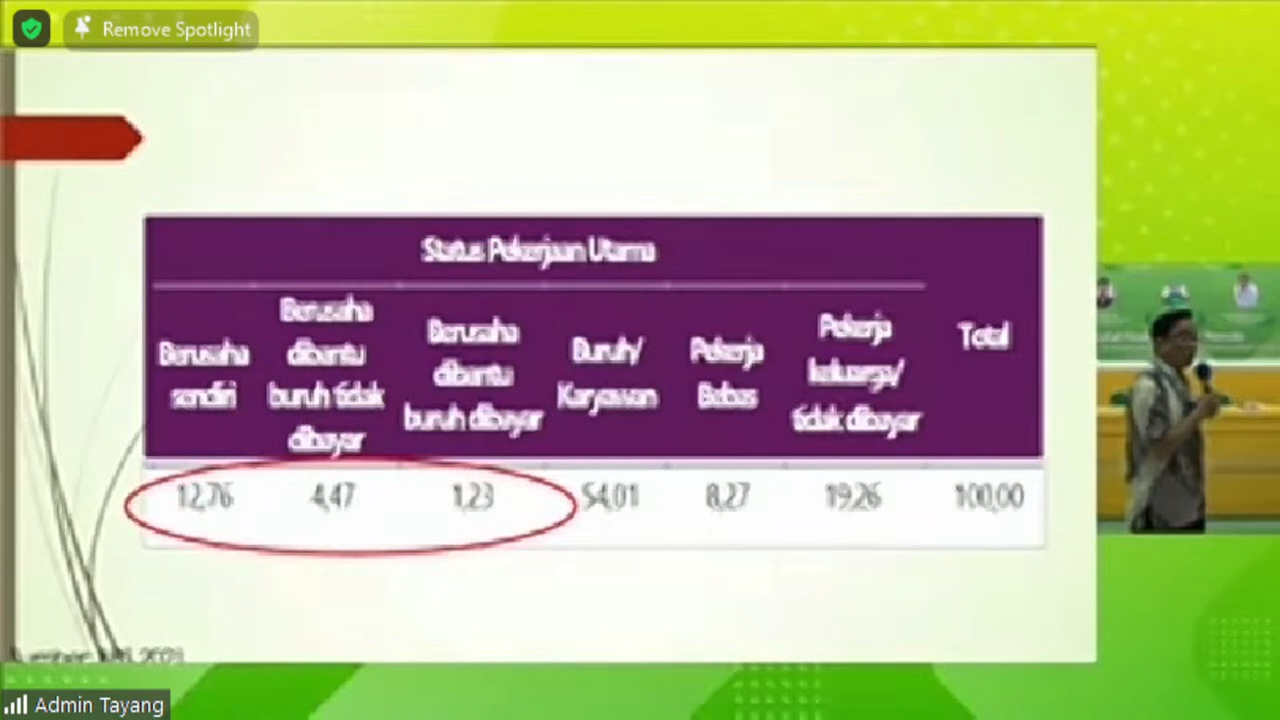 Remove Spotlight
Status Pekerjaan Utama
Berusaha
sendiri
Berusaha
dibantu
buruh tidak
dibayar
Berusaha
dibantu
buruh dibayar
Buruh/
Karyawan
Pekerja
Bebas
Pekerja
keluarga/
tidak dibayar
Total
12,76
4,47
1,23
54,01
8,27
19,26
100,00
Admin Tayang